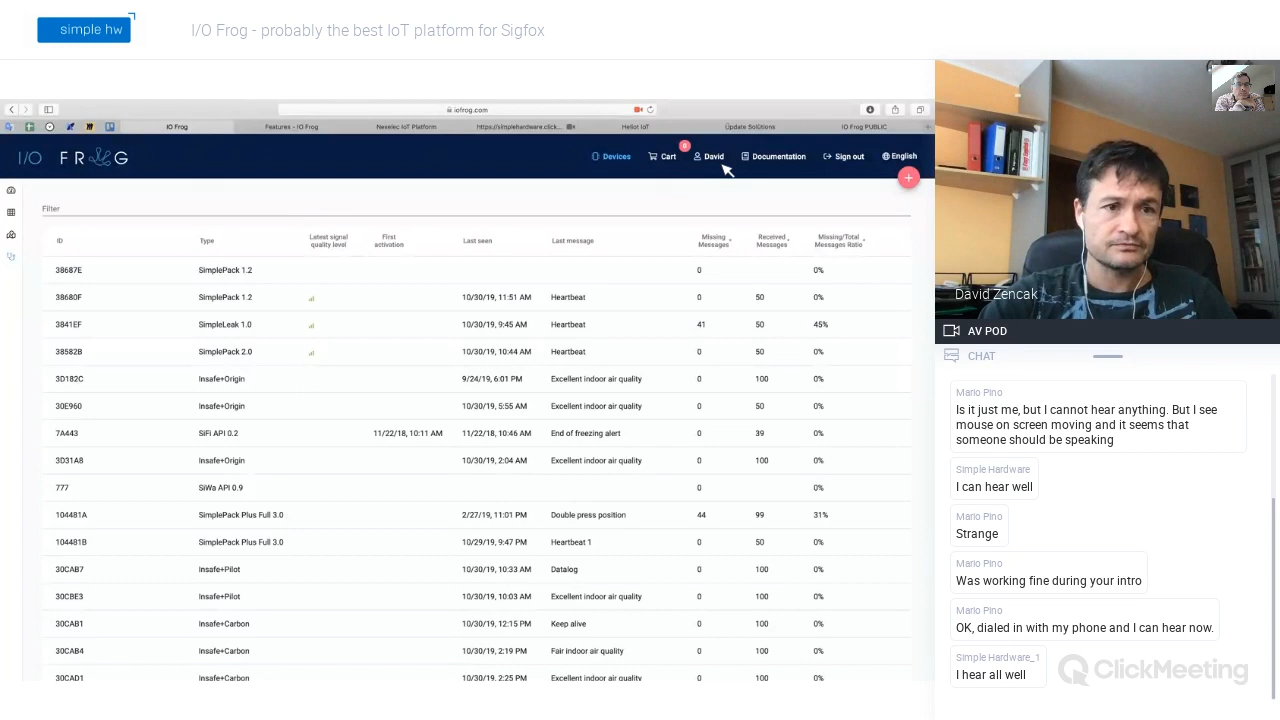 simple hw
I/O Frog - probably the best IoT platform for Sigfox
iofrog.com
IO Frog
Features - IO Frog
Nexelec IoT Platform
https://simplehardware.click...
Hello! IoT
Update Solutions
IO Frog PUBLIC
I/O FROG
Devices
Cart
0
David
Documentation
Sign out
English
+
Filter
ID Type Latest signal quality level First activation Last seen Last message Missing Messages Received Messages Missing/Total Messages Ratio
38687E SimplePack 1.2 0 0%
38680F SimplePack 1.2 10/30/19, 11:51 AM Heartbeat 0 50 0%
3841EF SimpleLeak 1.0 10/30/19, 9:45 AM Heartbeat 41 50 45%
38582B SimplePack 2.0 10/30/19, 10:44 AM Heartbeat 0 50 0%
3D182C Insafe+Origin 9/24/19, 6:01 PM Excellent indoor air quality 0 100 0%
30E960 Insafe+Origin 10/30/19, 5:55 AM Excellent indoor air quality 0 50 0%
7A443 SiFi API 0.2 11/22/18, 10:11 AM 11/22/18, 10:46 AM End of freezing alert 0 39 0%
3D31A8 Insafe+Origin 10/30/19, 2:04 AM Excellent indoor air quality 0 100 0%
777 SiWa API 0.9 0 0%
104481A SimplePack Plus Full 3.0 2/27/19, 11:01 PM Double press position 44 99 31%
104481B SimplePack Plus Full 3.0 10/29/19, 9:47 PM Heartbeat 1 0 50 0%
30CAB7 Insafe+Pilot 10/30/19, 10:33 AM Datalog 0 100 0%
30CBE3 Insafe+Pilot 10/30/19, 10:03 AM Excellent indoor air quality 0 100 0%
30CAB1 Insafe+Carbon 10/30/19, 12:15 PM Keep alive 0 100 0%
30CAB4 Insafe+Carbon 10/30/19, 2:19 PM Fair indoor air quality 0 100 0%
30CAD1 Insafe+Carbon 10/30/19, 2:25 PM Excellent indoor air quality 0 100 0%
David Zencak
AV POD
CHAT
Mario Pino
Is it just me, but I cannot hear anything. But I see
mouse on screen moving and it seems that
someone should be speaking
Simple Hardware
I can hear well
Mario Pino
Strange
Mario Pino
Was working fine during your intro
Mario Pino
OK, dialed in with my phone and I can hear now.
Simple Hardware_1
I hear all well
ClickMeeting